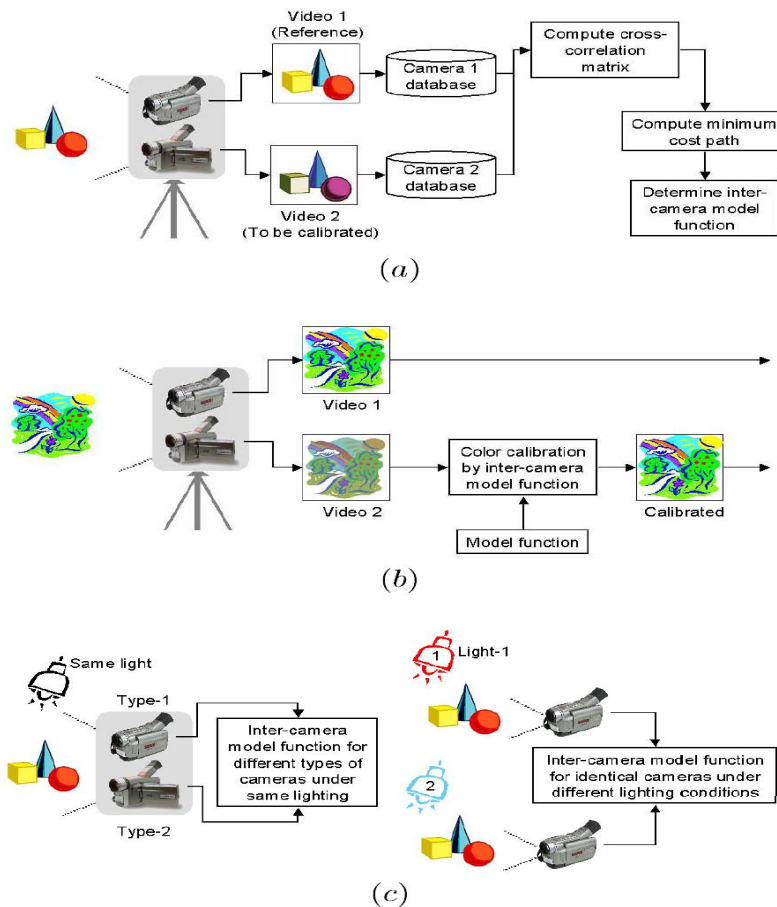 Video 1
(Reference)
Camera 1
database
Compute cross-
correlation
matrix
Compute minimum
cost path
Camera 2
database
Determine inter-
camera model
function
Video 2
(To be calibrated)
(a)
Video 1
Color calibration
by inter-camera
model function
Video 2
Calibrated
Model function
(b)
Same light
Type-1
Inter-camera
model function for
different types of
cameras under
same lighting
Type-2
1
Light-1
Inter-camera model function
for identical cameras under
different lighting conditions
2
(c)